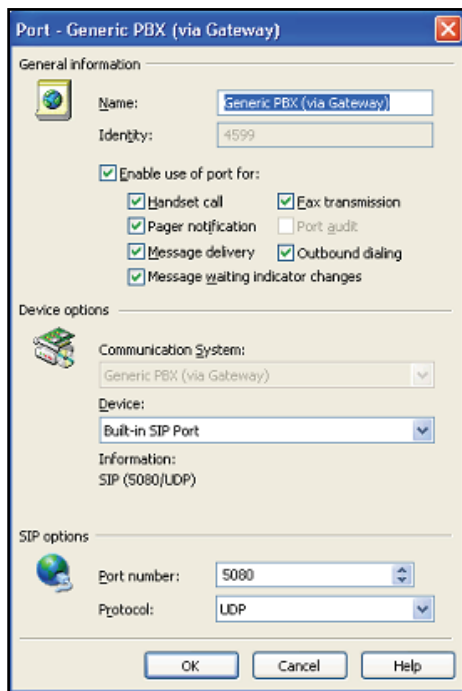 Port - Generic PBX (via Gateway)
General information
Name:
Generic PBX (via Gateway)
Identity:
4599
Enable use of port for:
Handset call
Fax transmission
Pager notification
Port audit
Message delivery
Outbound dialing
Message waiting indicator changes
Device options
Communication System:
Generic PBX (via Gateway)
Device:
Built-in SIP Port
Information:
SIP (5080/UDP)
SIP options
Port number:
5080
Protocol:
UDP
OK
Cancel
Help